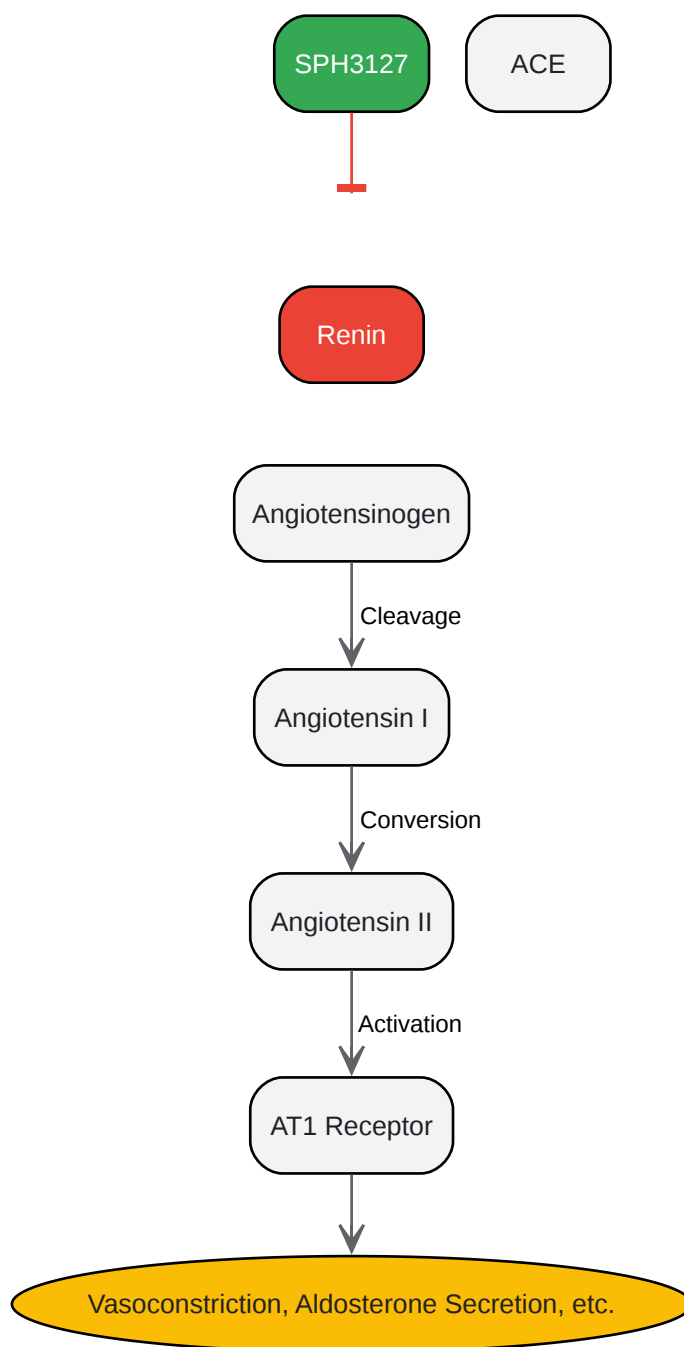 SPH3127
ACE
Renin
Angiotensinogen
Cleavage
Angiotensin I
Conversion
Angiotensin II
Activation
AT1 Receptor
Vasoconstriction, Aldosterone Secretion, etc.